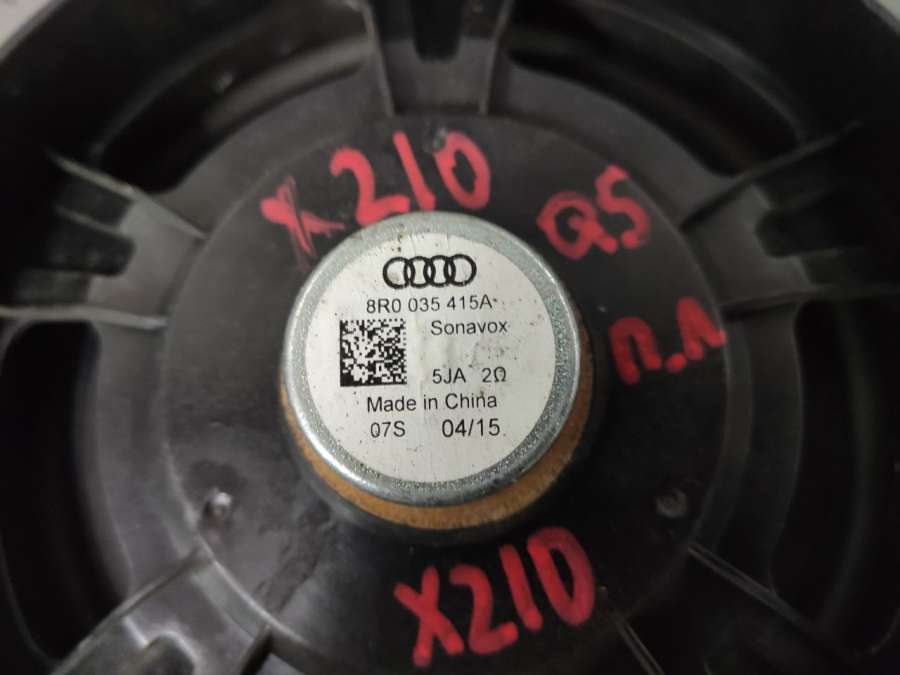 X210
Q5
П.Л
8R0 035 415A
Sonavox
5JA 2Ω
Made in China
07S 04/15
X210